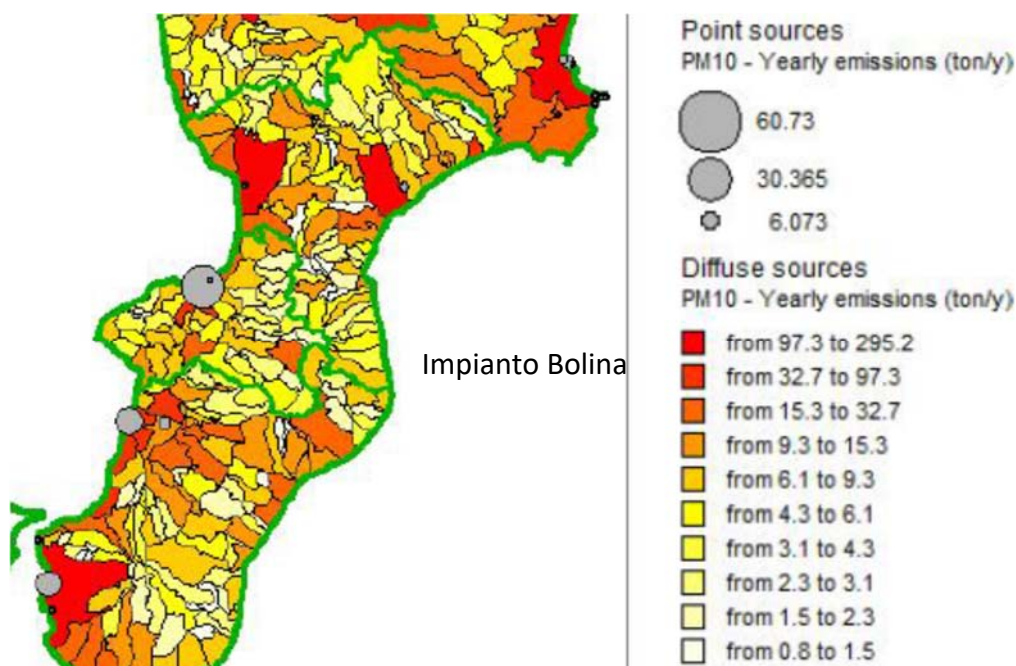 Impianto Bolina
Point sources
PM10 - Yearly emissions (ton/y)
60.73
30.365
6.073
Diffuse sources
PM10 - Yearly emissions (ton/y)
from 97.3 to 295.2
from 32.7 to 97.3
from 15.3 to 32.7
from 9.3 to 15.3
from 6.1 to 9.3
from 4.3 to 6.1
from 3.1 to 4.3
from 2.3 to 3.1
from 1.5 to 2.3
from 0.8 to 1.5